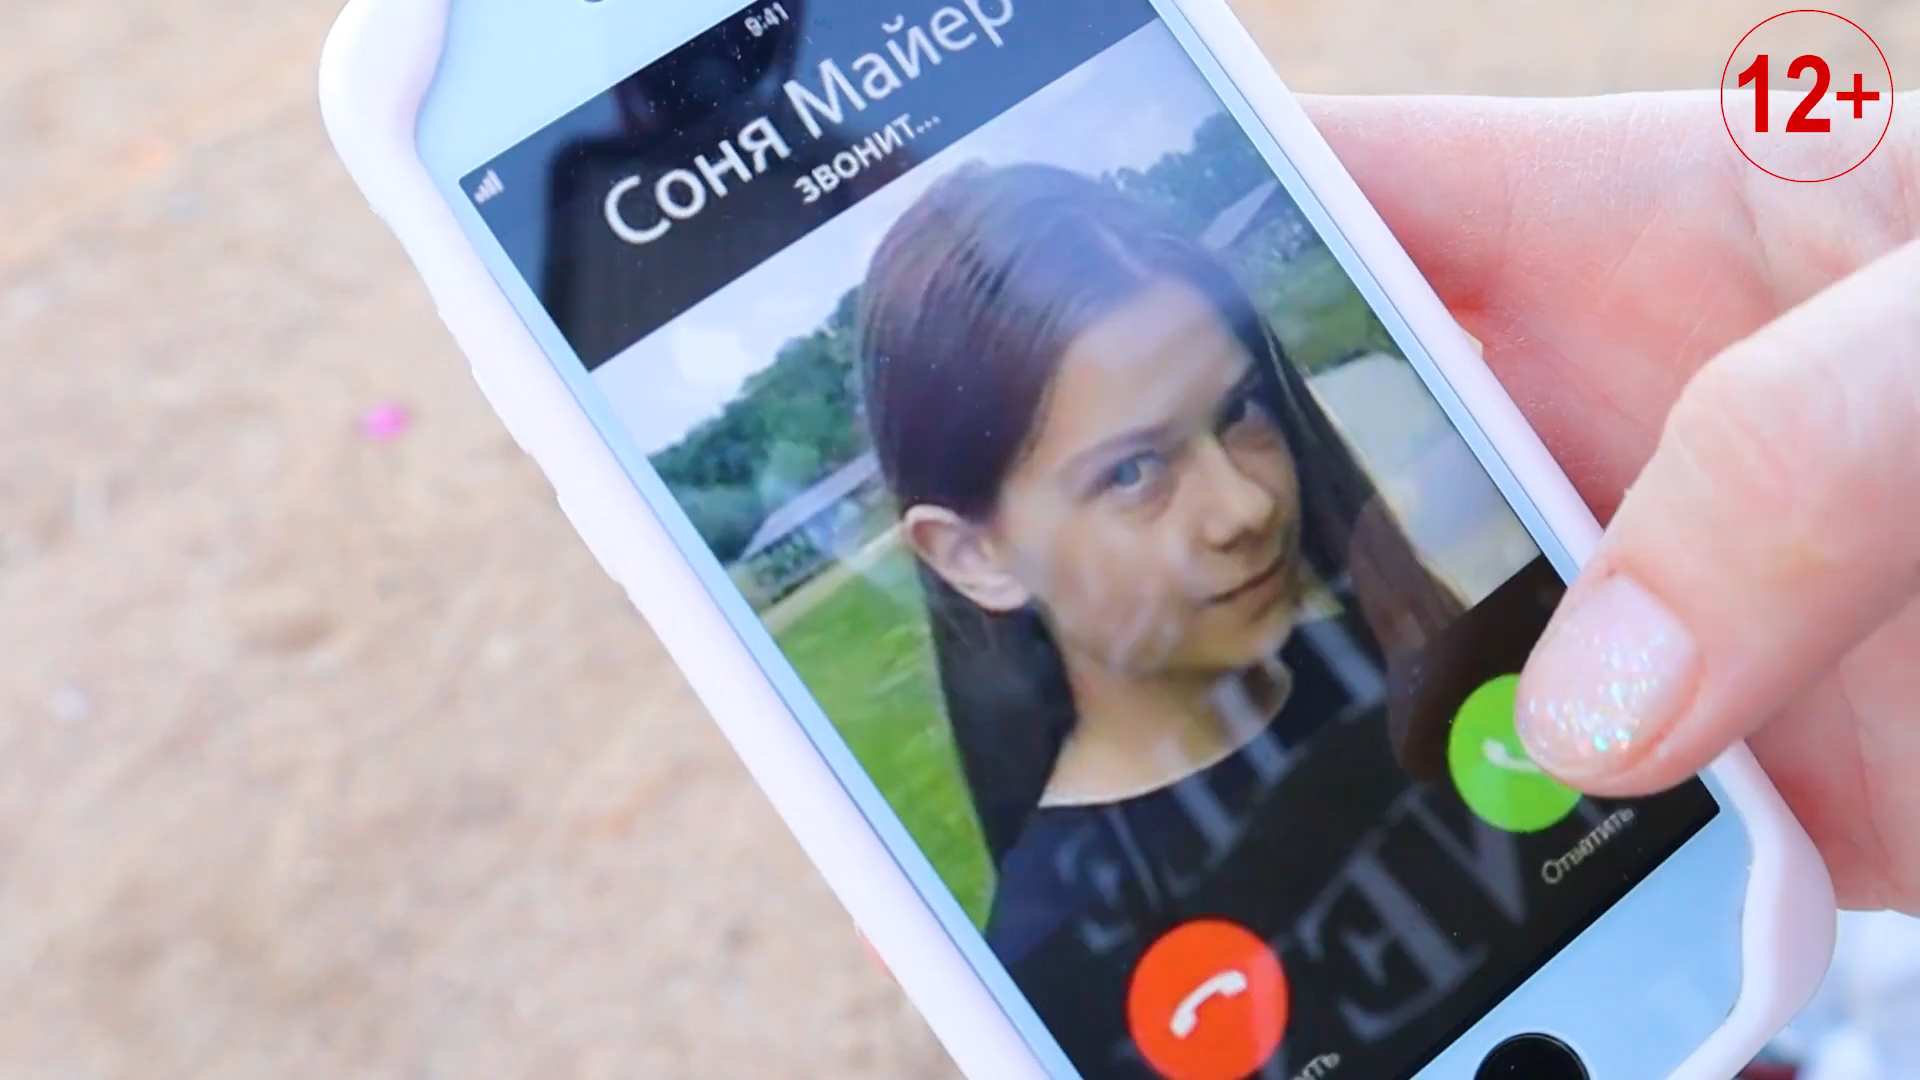 9:41
Соня Майер
звонит...
12+
Ответить